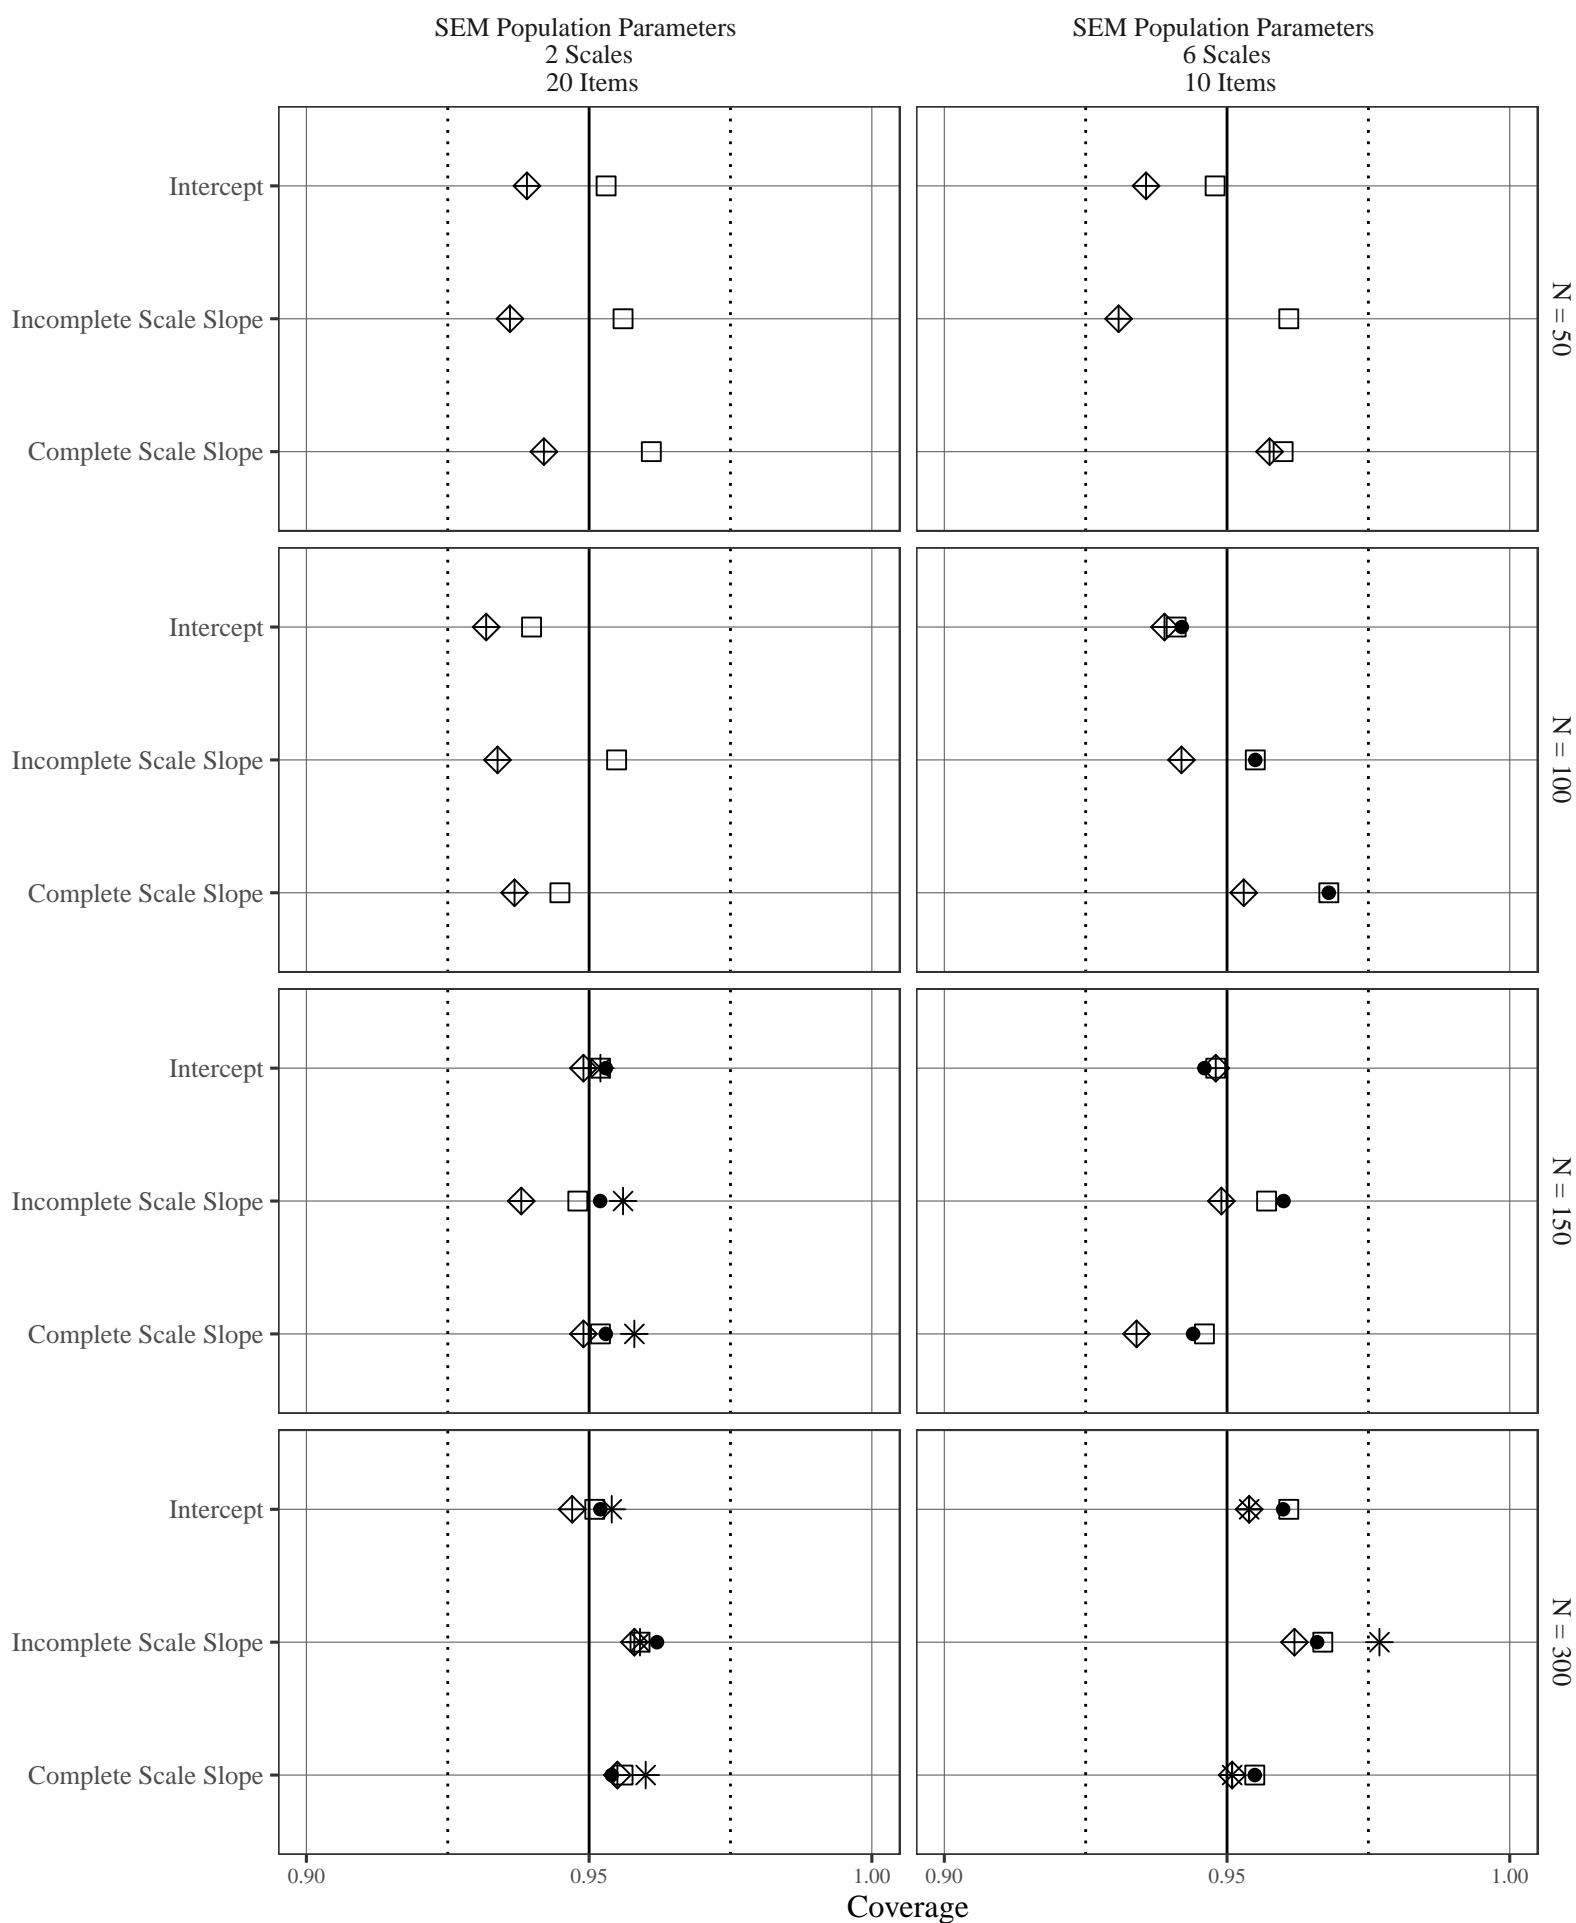 SEM Population Parameters
2 Scales
20 Items
SEM Population Parameters
6 Scales
10 Items
Intercept
Incomplete Scale Slope
Complete Scale Slope
N = 50
Intercept
Incomplete Scale Slope
Complete Scale Slope
N = 100
Intercept
Incomplete Scale Slope
Complete Scale Slope
N = 150
Intercept
Incomplete Scale Slope
Complete Scale Slope
N = 300
0.90 0.95 1.00 0.90 0.95 1.00
Coverage